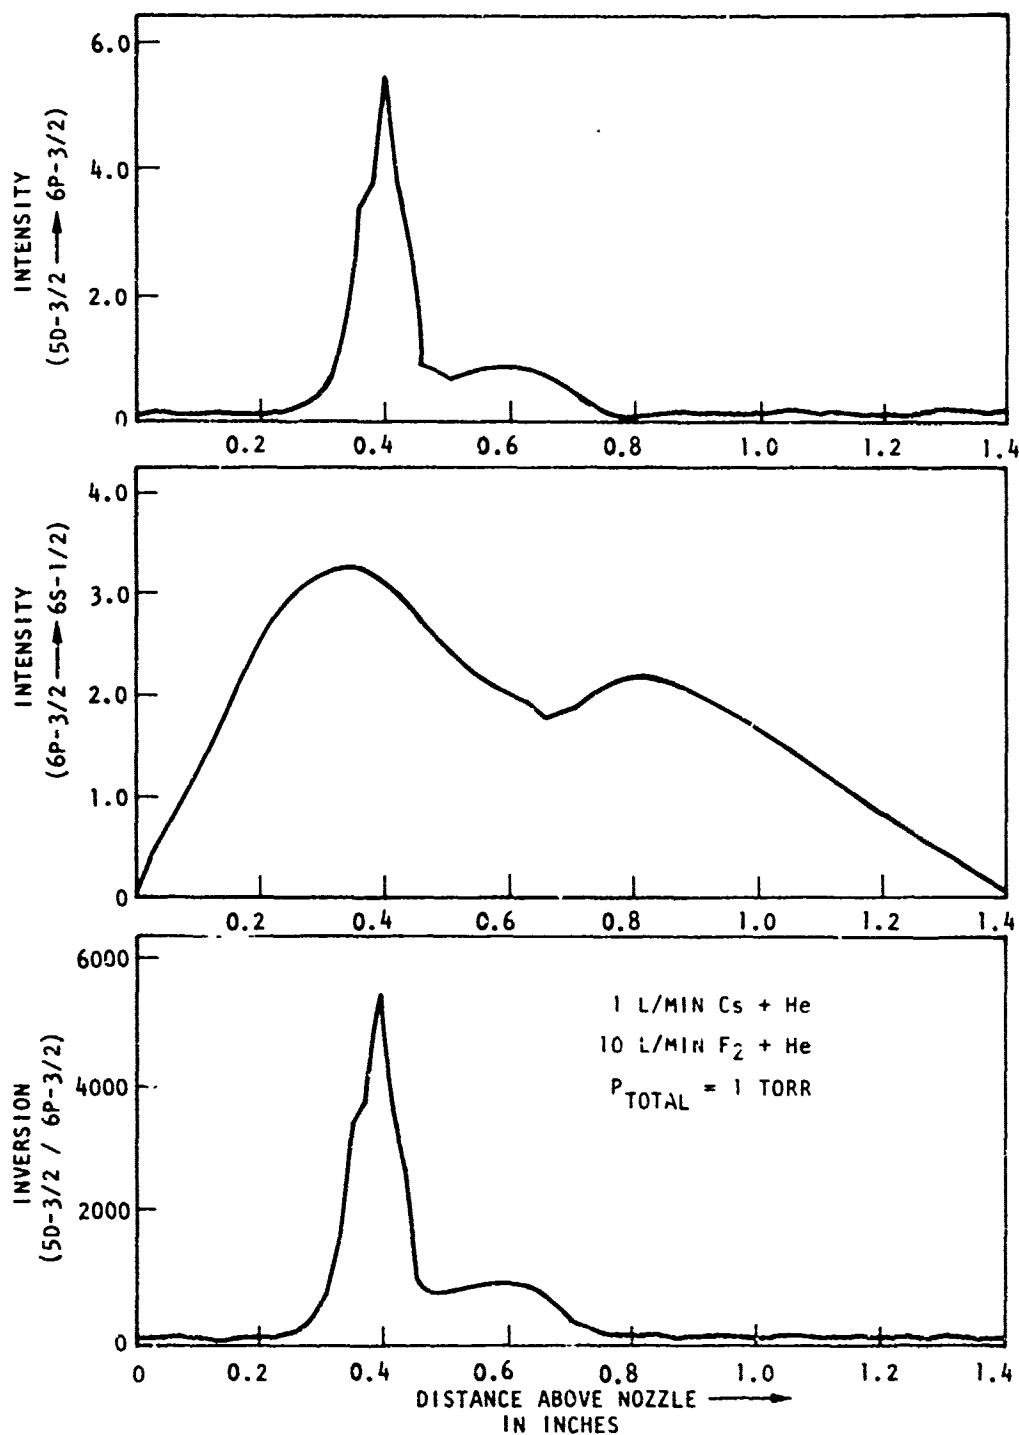 INTENSITY
(5D-3/2 → 6P-3/2)
6.0
4.0
2.0
0
0.2 0.4 0.6 0.8 1.0 1.2 1.4
INTENSITY
(6P-3/2 → 6S-1/2)
4.0
3.0
2.0
1.0
0
0.2 0.4 0.6 0.8 1.0 1.2 1.4
INVERSION
(5D-3/2 / 6P-3/2)
6000
4000
2000
0
1 L/MIN Cs + He
10 L/MIN F₂ + He
P TOTAL = 1 TORR
0 0.2 0.4 0.6 0.8 1.0 1.2 1.4
DISTANCE ABOVE NOZZLE →
IN INCHES